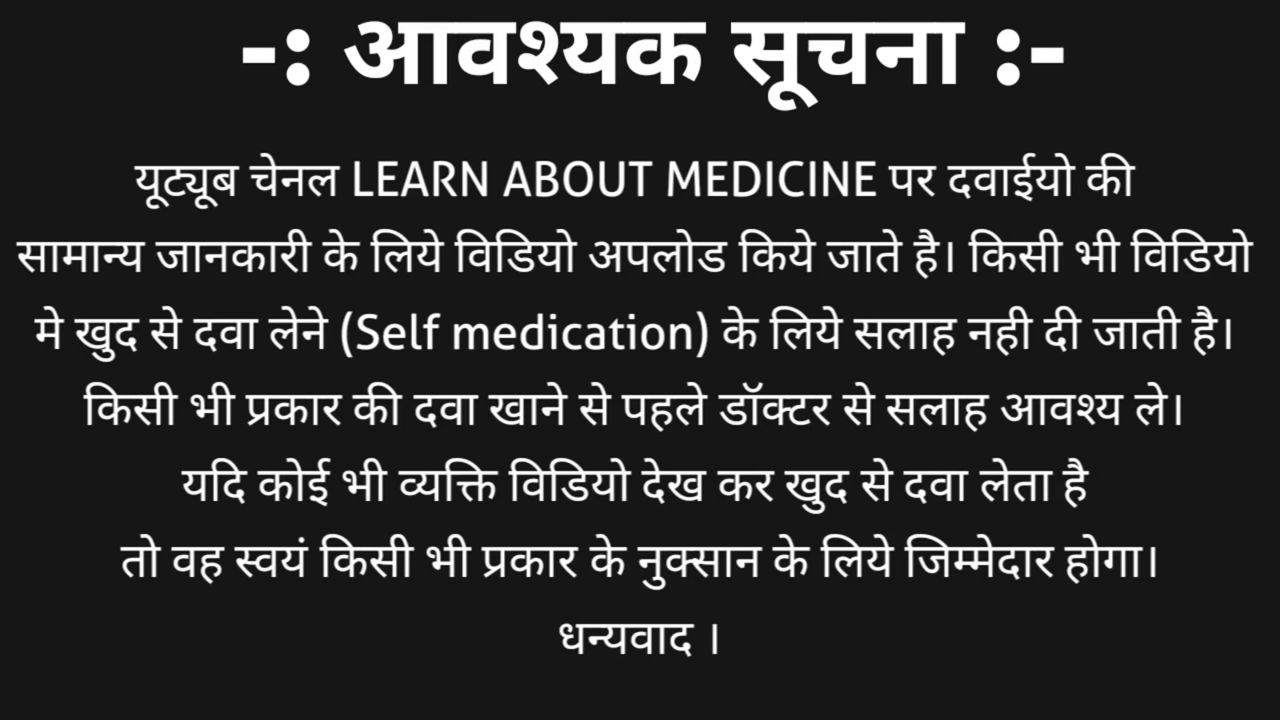 -: आवश्यक सूचना :-
यूट्यूब चेनल LEARN ABOUT MEDICINE पर दवाईयो की
सामान्य जानकारी के लिये विडियो अपलोड किये जाते है। किसी भी विडियो
मे खुद से दवा लेने (Self medication) के लिये सलाह नही दी जाती है।
किसी भी प्रकार की दवा खाने से पहले डॉक्टर से सलाह आवश्य ले।
यदि कोई भी व्यक्ति विडियो देख कर खुद से दवा लेता है
तो वह स्वयं किसी भी प्रकार के नुक्सान के लिये जिम्मेदार होगा।
धन्यवाद ।